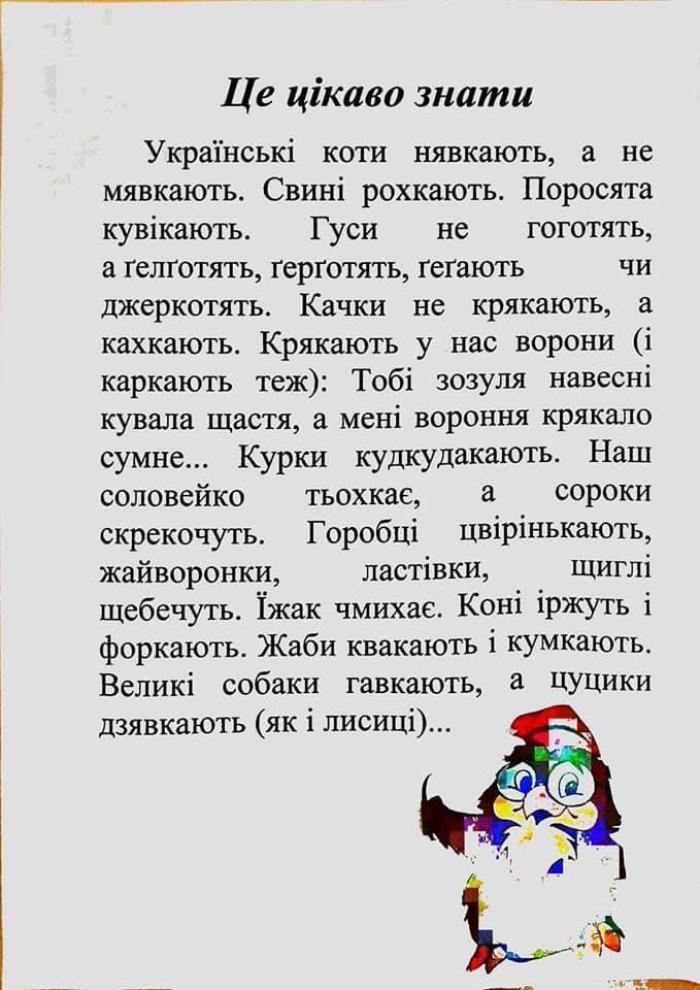 Це цікаво знати
Українські коти нявкають, а не
мявкають. Свині рохкають. Поросята
кувікають. Гуси не гоготять,
а ґелґотять, ґерґотять, ґеґають чи
джеркотять. Качки не крякають, а
кахкають. Крякають у нас ворони (і
каркають теж): Тобі зозуля навесні
кувала щастя, а мені вороння крякало
сумне... Курки кудкудакають. Наш
соловейко тьохкає, а сороки
скрекочуть. Горобці цвірінькають,
жайворонки, ластівки, щиглі
щебечуть. Їжак чмихає. Коні іржуть і
форкають. Жаби квакають і кумкають.
Великі собаки гавкають, а цуцики
дзявкають (як і лисиці)...